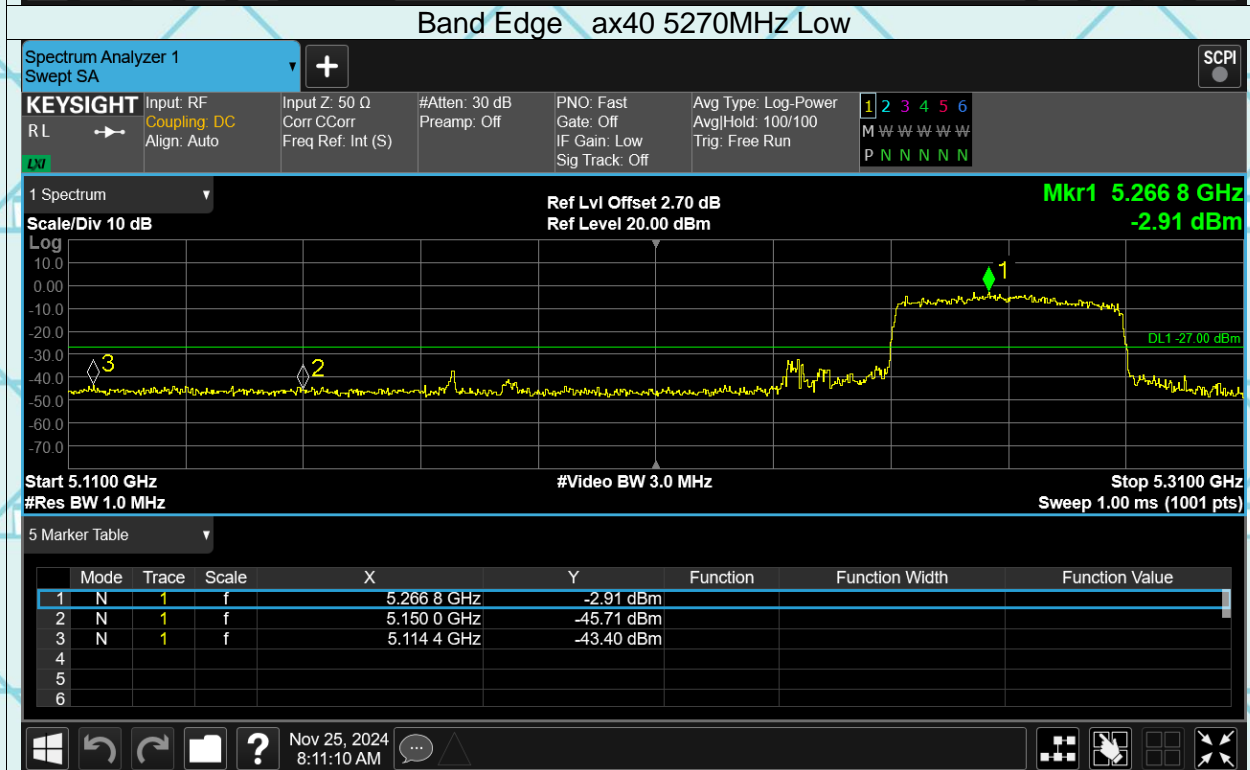 Band Edge ax40 5270MHz Low
Spectrum Analyzer 1
Swept SA
+
SCPI
KEYSIGHT Input: RF Input Z: 50 Ω #Atten: 30 dB PNO: Fast Avg Type: Log-Power 1 2 3 4 5 6
R L Coupling: DC Corr CCorr Preamp: Off Gate: Off Avg|Hold: 100/100 M W W W W W
Align: Auto Freq Ref: Int (S) IF Gain: Low Trig: Free Run P N N N N N
LXI Sig Track: Off
1 Spectrum Ref Lvl Offset 2.70 dB Mkr1 5.266 8 GHz
Scale/Div 10 dB Ref Level 20.00 dBm -2.91 dBm
Log
10.0
1
0.00
-10.0
-20.0
DL1 -27.00 dBm
-30.0
3
2
-40.0
-50.0
-60.0
-70.0
Start 5.1100 GHz #Video BW 3.0 MHz Stop 5.3100 GHz
#Res BW 1.0 MHz Sweep 1.00 ms (1001 pts)
5 Marker Table
Mode Trace Scale X Y Function Function Width Function Value
1 N 1 f 5.266 8 GHz -2.91 dBm
2 N 1 f 5.150 0 GHz -45.71 dBm
3 N 1 f 5.114 4 GHz -43.40 dBm
4
5
6
? Nov 25, 2024
8:11:10 AM